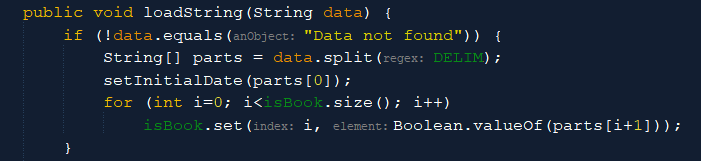 public void loadString(String data) {
if (!data.equals(anObject: "Data not found")) {
String[] parts = data.split(regex: DELIM);
setInitialDate(parts[0]);
for (int i=0; i<isBook.size(); i++)
isBook.set(index: i, element: Boolean.valueOf(parts[i+1]));
}